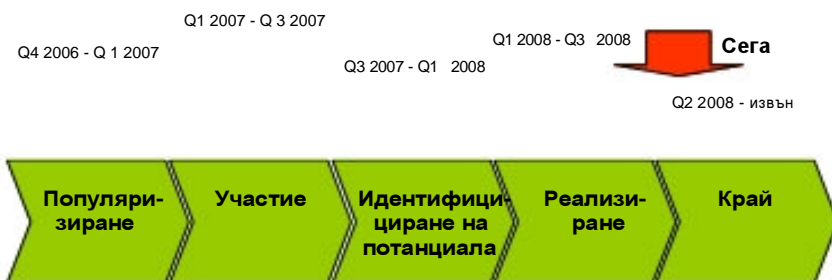 Q1 2007 - Q 3 2007
Q4 2006 - Q 1 2007
Q3 2007 - Q1 2008
Q1 2008 - Q3 2008
Сега
Q2 2008 - извън
Популяри-
зиране
Участие
Идентифици-
циране на
потанциала
Реализи-
ране
Край